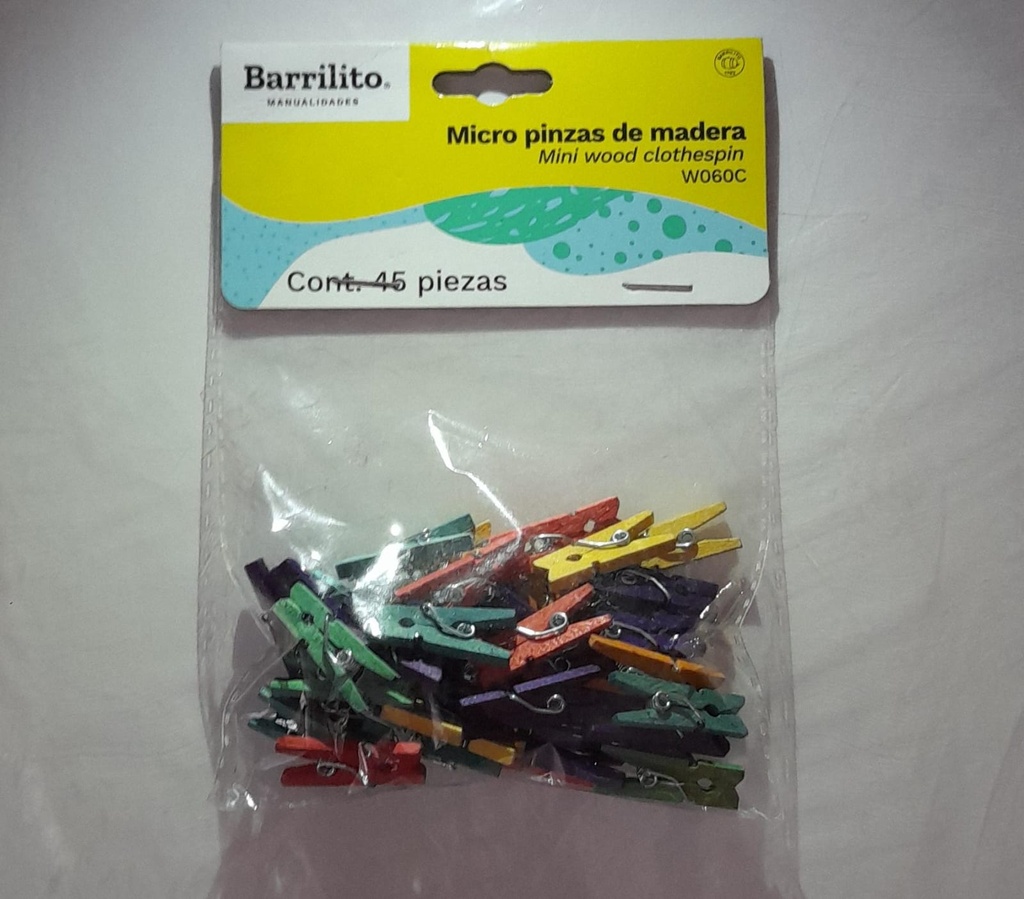 Barrilito®
MANUALIDADES
Micro pinzas de madera
Mini wood clothespin
W060C
Cont. 45 piezas